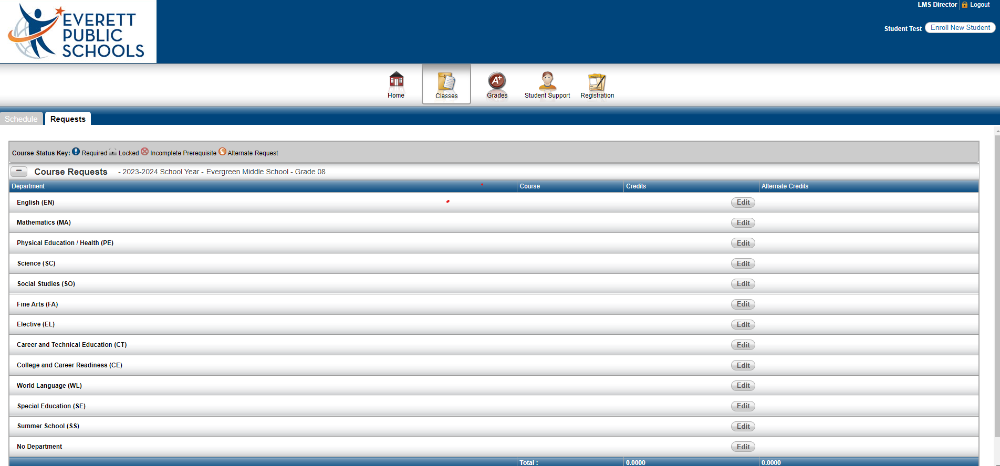 EVERETT
PUBLIC
SCHOOLS
LMS Director Logout
Student Test Enroll New Student
Home Classes Grades Student Support Registration
Schedule Requests
Course Status Key: Required Locked Incomplete Prerequisite Alternate Request
Course Requests - 2023-2024 School Year - Evergreen Middle School - Grade 08
Department Course Credits Alternate Credits
English (EN) Edit
Mathematics (MA) Edit
Physical Education / Health (PE) Edit
Science (SC) Edit
Social Studies (SO) Edit
Fine Arts (FA) Edit
Elective (EL) Edit
Career and Technical Education (CT) Edit
College and Career Readiness (CE) Edit
World Language (WL) Edit
Special Education (SE) Edit
Summer School (SS) Edit
No Department Edit
Total : 0.0000 0.0000